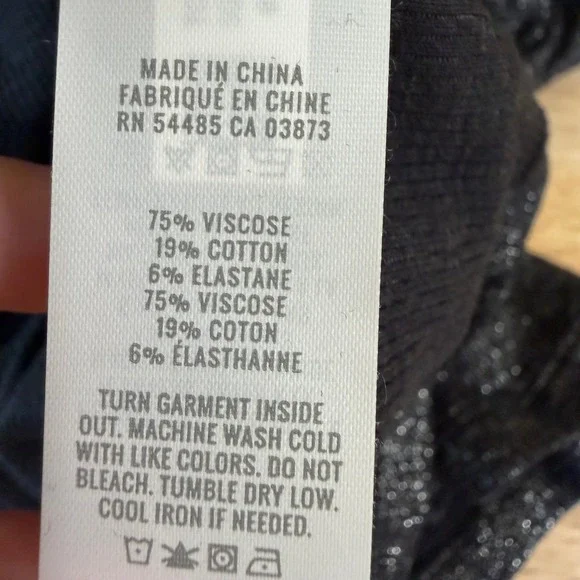 MADE IN CHINA
FABRIQUÉ EN CHINE
RN 54485 CA 03873
75% VISCOSE
19% COTTON
6% ELASTANE
75% VISCOSE
19% COTON
6% ÉLASTHANNE
TURN GARMENT INSIDE
OUT. MACHINE WASH COLD
WITH LIKE COLORS. DO NOT
BLEACH. TUMBLE DRY LOW.
COOL IRON IF NEEDED.